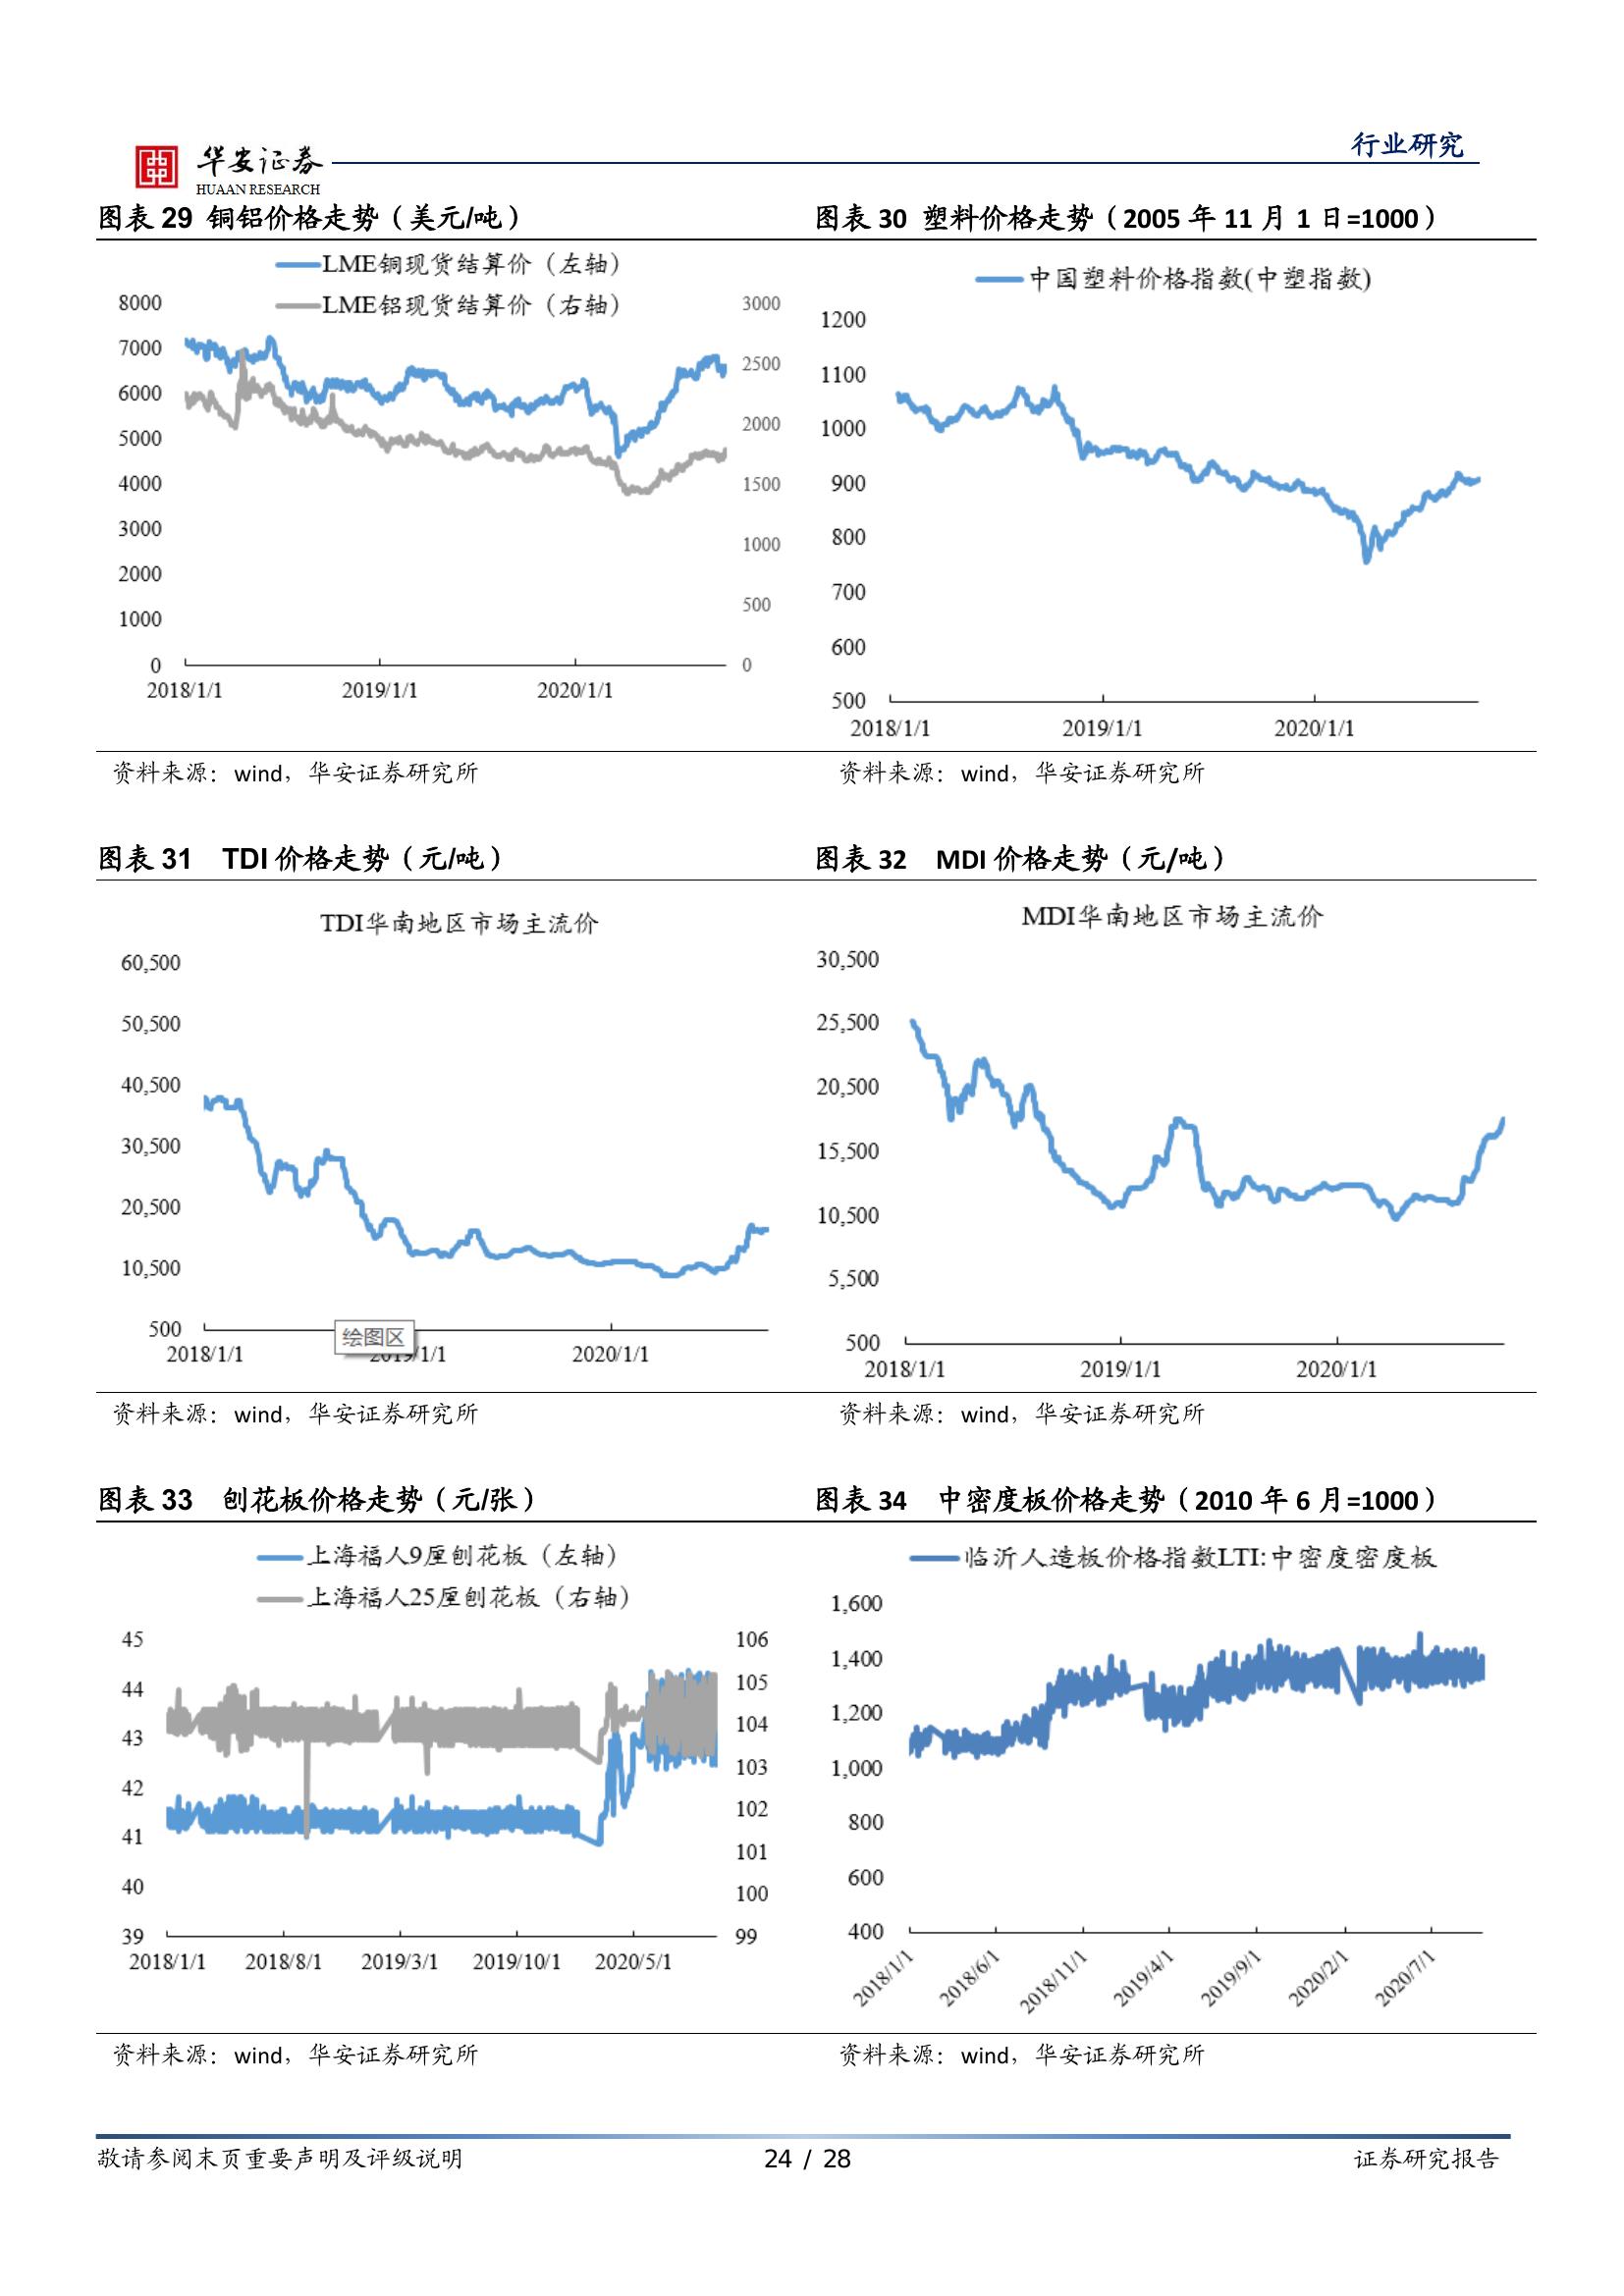 行业研究
华安证券
HUAAN RESEARCH
图表 29 铜铝价格走势（美元/吨）
LME铜现货结算价（左轴）
LME铝现货结算价（右轴）
8000
7000
6000
5000
4000
3000
2000
1000
0
3000
2500
2000
1500
1000
500
0
2018/1/1 2019/1/1 2020/1/1
资料来源：wind，华安证券研究所
图表 30 塑料价格走势（2005 年 11 月 1 日=1000）
中国塑料价格指数(中塑指数)
1200
1100
1000
900
800
700
600
500
2018/1/1 2019/1/1 2020/1/1
资料来源：wind，华安证券研究所
图表 31 TDI 价格走势（元/吨）
TDI华南地区市场主流价
60,500
50,500
40,500
30,500
20,500
10,500
500
绘图区
2018/1/1 2019/1/1 2020/1/1
资料来源：wind，华安证券研究所
图表 32 MDI 价格走势（元/吨）
MDI华南地区市场主流价
30,500
25,500
20,500
15,500
10,500
5,500
500
2018/1/1 2019/1/1 2020/1/1
资料来源：wind，华安证券研究所
图表 33 刨花板价格走势（元/张）
上海福人9厘刨花板（左轴）
上海福人25厘刨花板（右轴）
45
44
43
42
41
40
39
106
105
104
103
102
101
100
99
2018/1/1 2018/8/1 2019/3/1 2019/10/1 2020/5/1
资料来源：wind，华安证券研究所
图表 34 中密度板价格走势（2010 年 6 月=1000）
临沂人造板价格指数LTI:中密度密度板
1,600
1,400
1,200
1,000
800
600
400
2018/1/1 2018/6/1 2018/11/1 2019/4/1 2019/9/1 2020/2/1 2020/7/1
资料来源：wind，华安证券研究所
敬请参阅末页重要声明及评级说明
24 / 28
证券研究报告